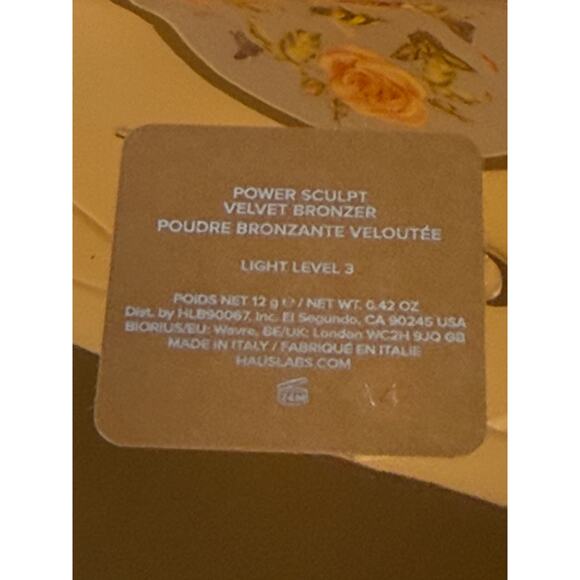 POWER SCULPT
VELVET BRONZER
POUDRE BRONZANTE VELOUTÉE
LIGHT LEVEL 3
POIDS NET 12 g ℮ / NET WT. 0.42 OZ
Dist. by HLB90067, Inc. El Segundo, CA 90245 USA
BIORIUS/EU: Wavre, BE/UK: London WC2H 9JQ GB
MADE IN ITALY / FABRIQUÉ EN ITALIE
HAUSLABS.COM
24M
A4